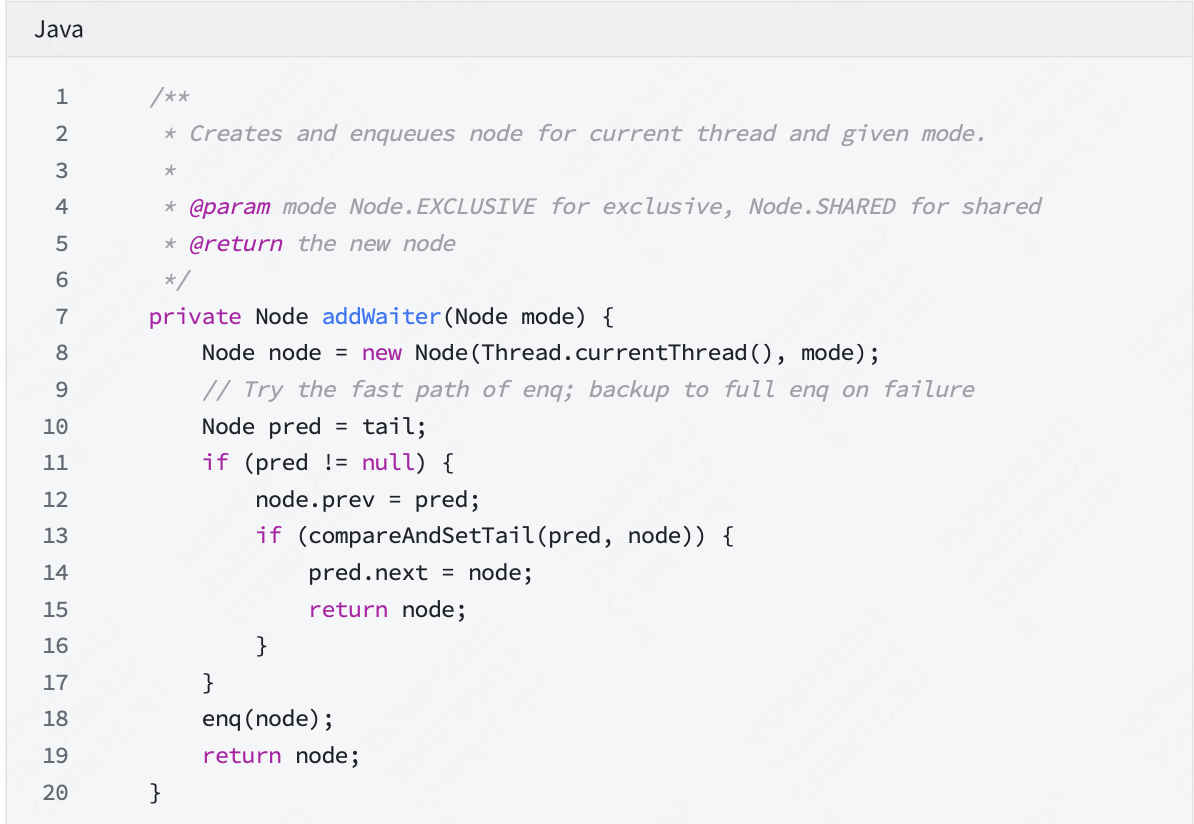 Java
1 /**
2  * Creates and enqueues node for current thread and given mode.
3  *
4  * @param mode Node.EXCLUSIVE for exclusive, Node.SHARED for shared
5  * @return the new node
6  */
7 private Node addWaiter(Node mode) {
8     Node node = new Node(Thread.currentThread(), mode);
9     // Try the fast path of enq; backup to full enq on failure
10     Node pred = tail;
11     if (pred != null) {
12         node.prev = pred;
13         if (compareAndSetTail(pred, node)) {
14             pred.next = node;
15             return node;
16         }
17     }
18     enq(node);
19     return node;
20 }